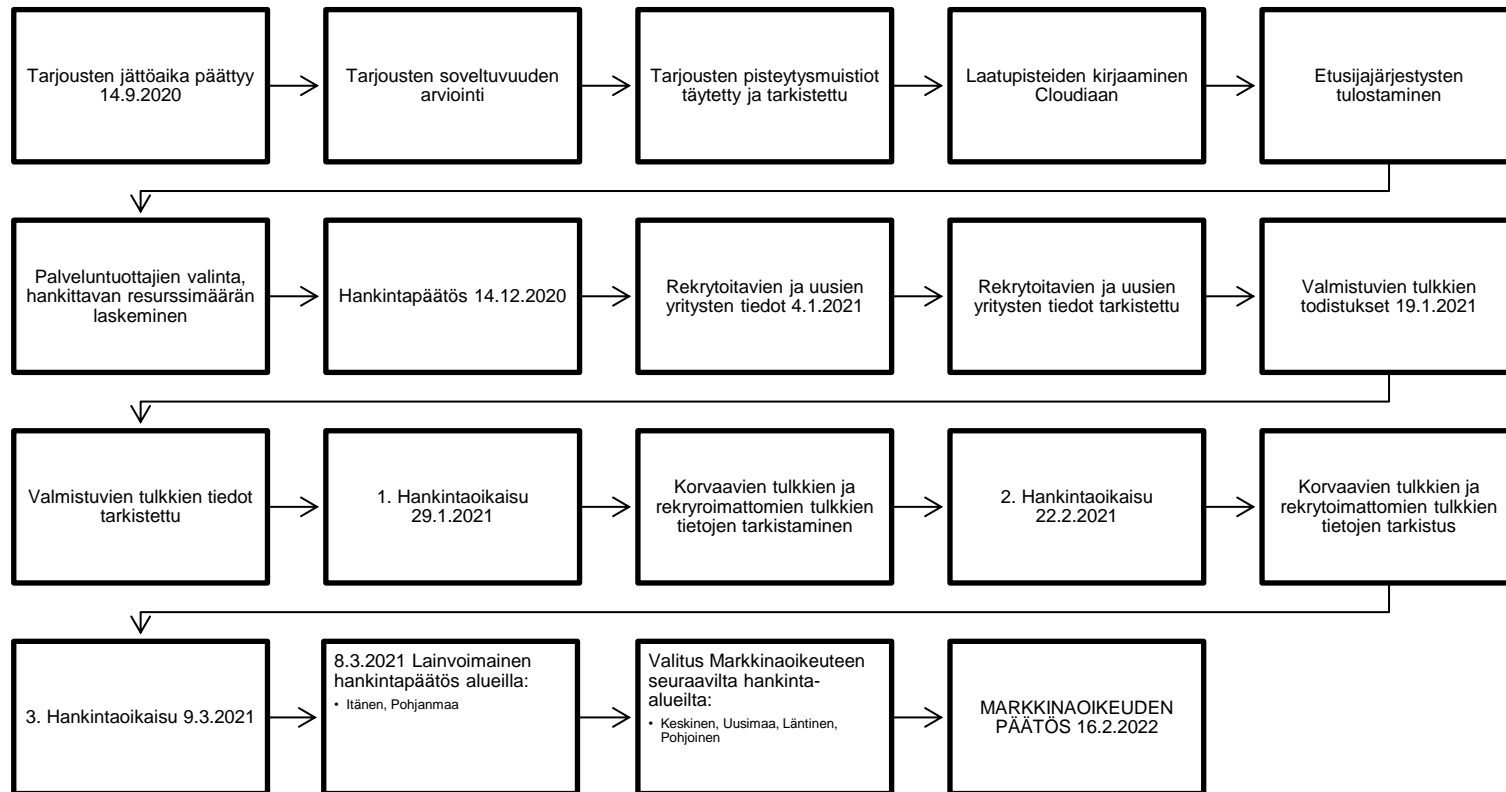 Tarjousten jättöaika päättyy
14.9.2020
Tarjousten soveltuvuuden
arviointi
Tarjousten pisteytysmuistiot
täytetty ja tarkistettu
Laatupisteiden kirjaaminen
Cloudiaan
Etusijajärjestysten
tulostaminen
Palveluntuottajien valinta,
hankittavan resurssimäärän
laskeminen
Hankintapäätös 14.12.2020
Rekrytoitavien ja uusien
yritysten tiedot 4.1.2021
Rekrytoitavien ja uusien
yritysten tiedot tarkistettu
Valmistuvien tulkkien
todistukset 19.1.2021
Valmistuvien tulkkien tiedot
tarkistettu
1. Hankintaoikaisu
29.1.2021
Korvaavien tulkkien ja
rekryroimattomien tulkkien
tietojen tarkistaminen
2. Hankintaoikaisu
22.2.2021
Korvaavien tulkkien ja
rekrytoimattomien tulkkien
tietojen tarkistus
3. Hankintaoikaisu 9.3.2021
8.3.2021 Lainvoimainen
hankintapäätös alueilla:
• Itänen, Pohjanmaa
Valitus Markkinaoikeuteen
seuraavilta hankinta-
alueilta:
• Keskinen, Uusimaa, Läntinen,
Pohjoinen
MARKKINAOIKEUDEN
PÄÄTÖS 16.2.2022